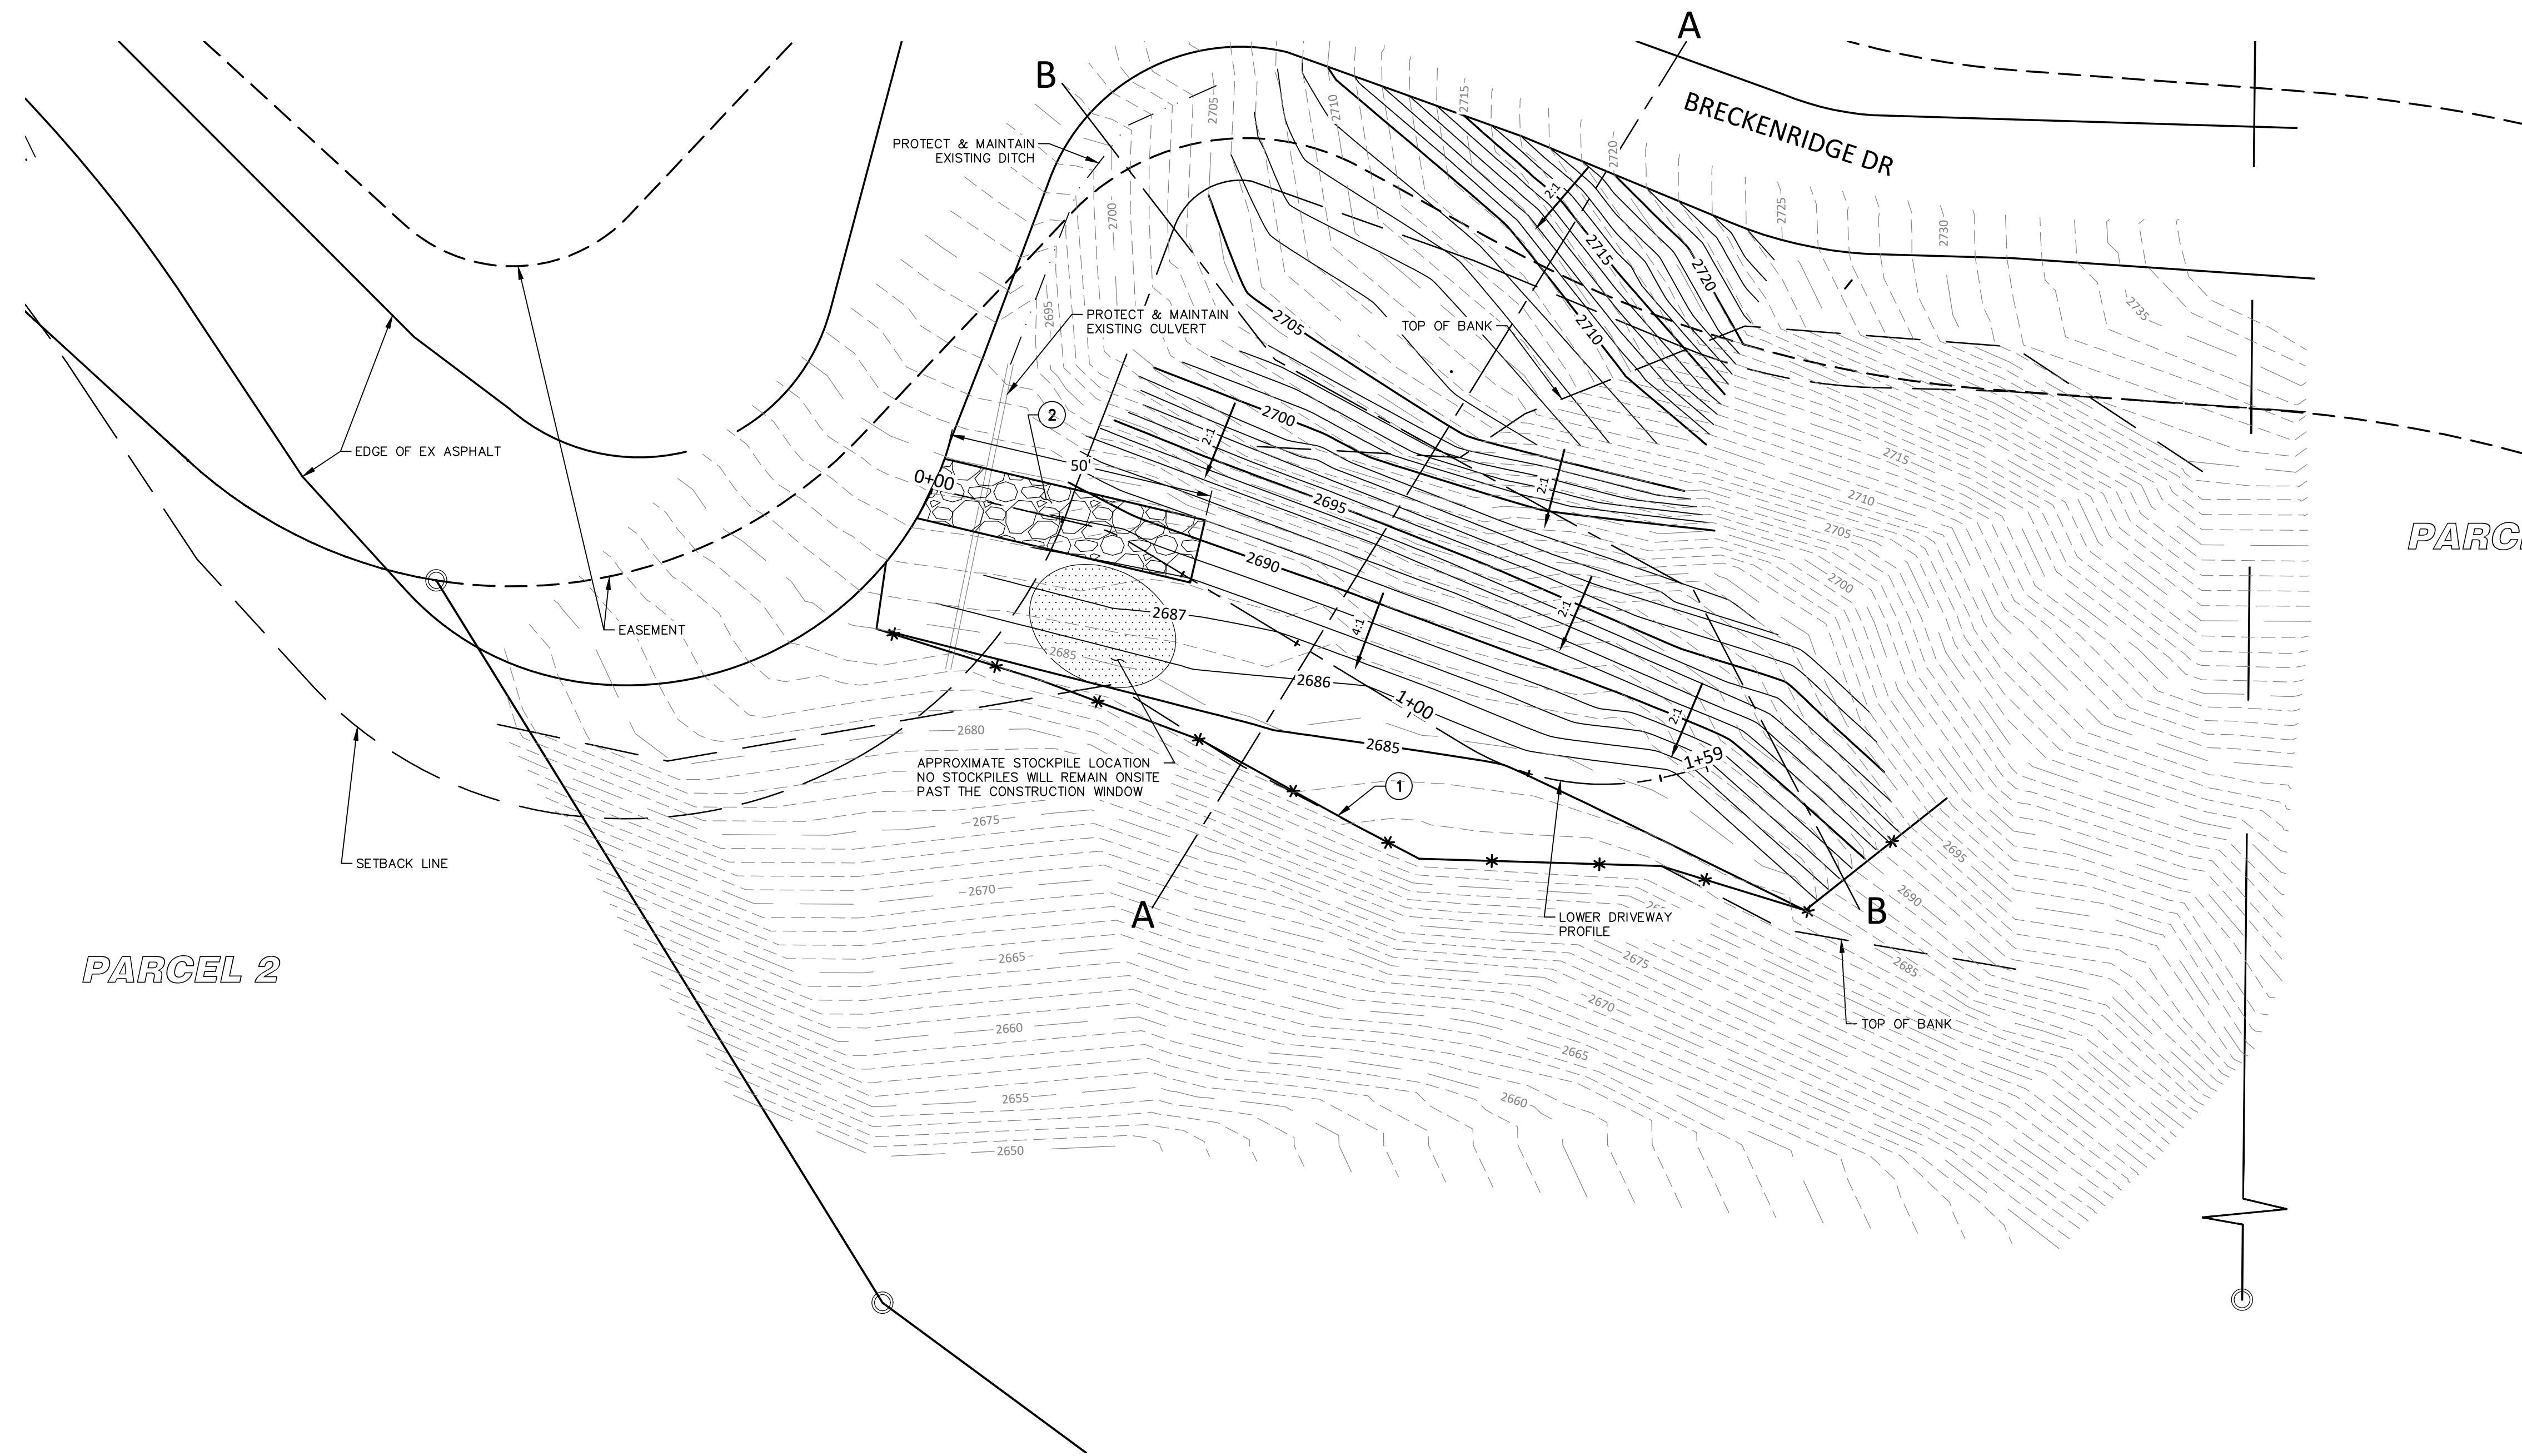 A
B
BRECKENRIDGE DR
2705
2710
2715
2720
2725
2730
2735
PROTECT & MAINTAIN
EXISTING DITCH
2700
2695
2:1
2715
2720
PROTECT & MAINTAIN
EXISTING CULVERT
2705
TOP OF BANK
2710
2
2700
2:1
EDGE OF EX ASPHALT
50'
0+00
2695
2:1
2715
2710
2705
PARC
2690
2700
2687
2:1
4:1
EASEMENT
2685
2686
1+00
2:1
2680
2685
1+59
APPROXIMATE STOCKPILE LOCATION
NO STOCKPILES WILL REMAIN ONSITE
PAST THE CONSTRUCTION WINDOW
1
2675
2695
SETBACK LINE
2670
2690
A
B
LOWER DRIVEWAY
PROFILE
2665
2675
2685
PARCEL 2
2670
TOP OF BANK
2660
2665
2655
2660
2650